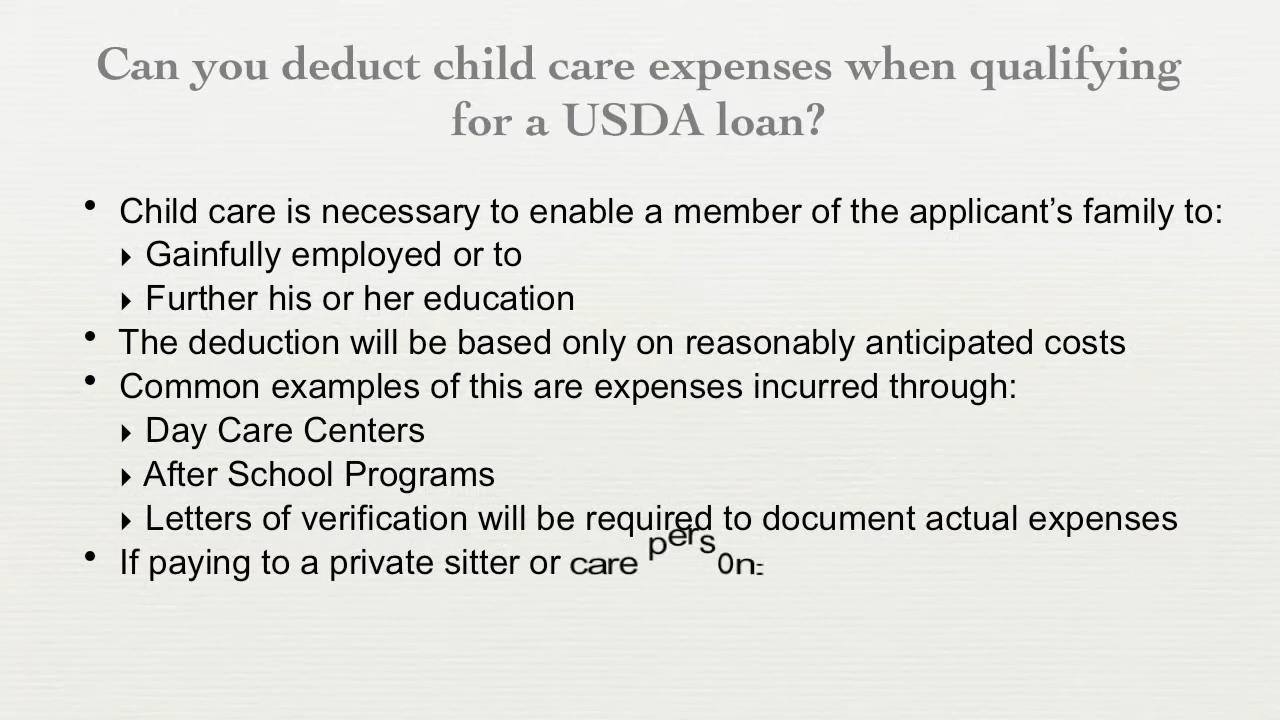 Can you deduct child care expenses when qualifying
for a USDA loan?
• Child care is necessary to enable a member of the applicant’s family to:
‣ Gainfully employed or to
‣ Further his or her education
• The deduction will be based only on reasonably anticipated costs
• Common examples of this are expenses incurred through:
‣ Day Care Centers
‣ After School Programs
‣ Letters of verification will be required to document actual expenses
• If paying to a private sitter or care person: